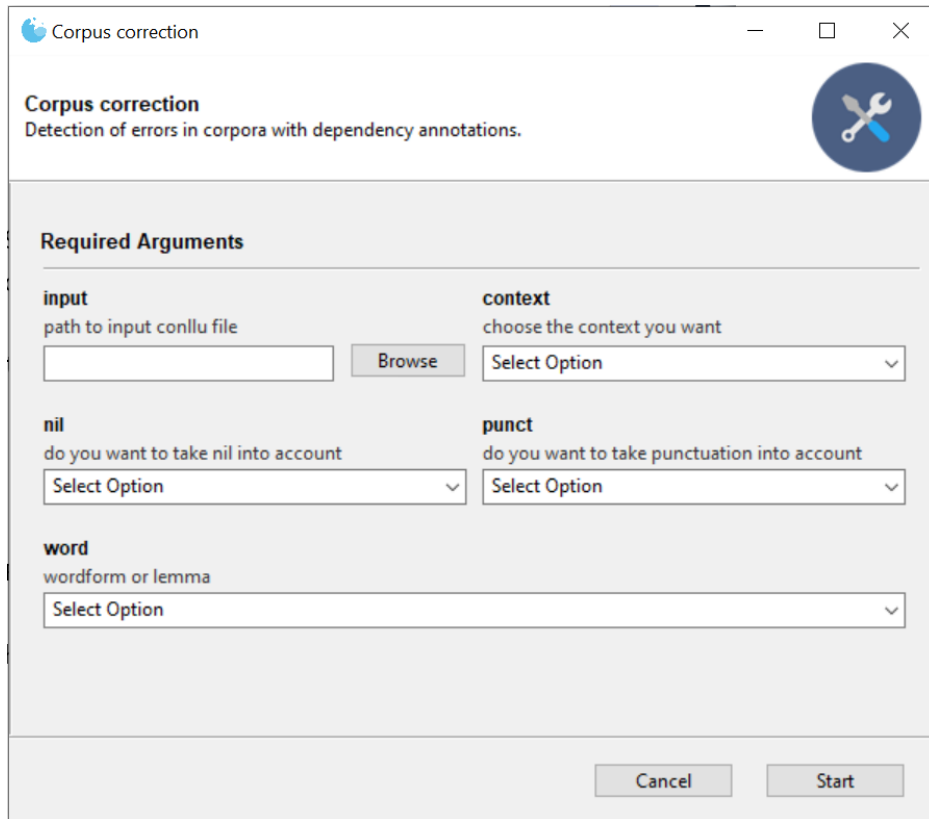 Corpus correction
Corpus correction
Detection of errors in corpora with dependency annotations.
Required Arguments
input
path to input conllu file
Browse
context
choose the context you want
Select Option
nil
do you want to take nil into account
Select Option
punct
do you want to take punctuation into account
Select Option
word
wordform or lemma
Select Option
Cancel
Start